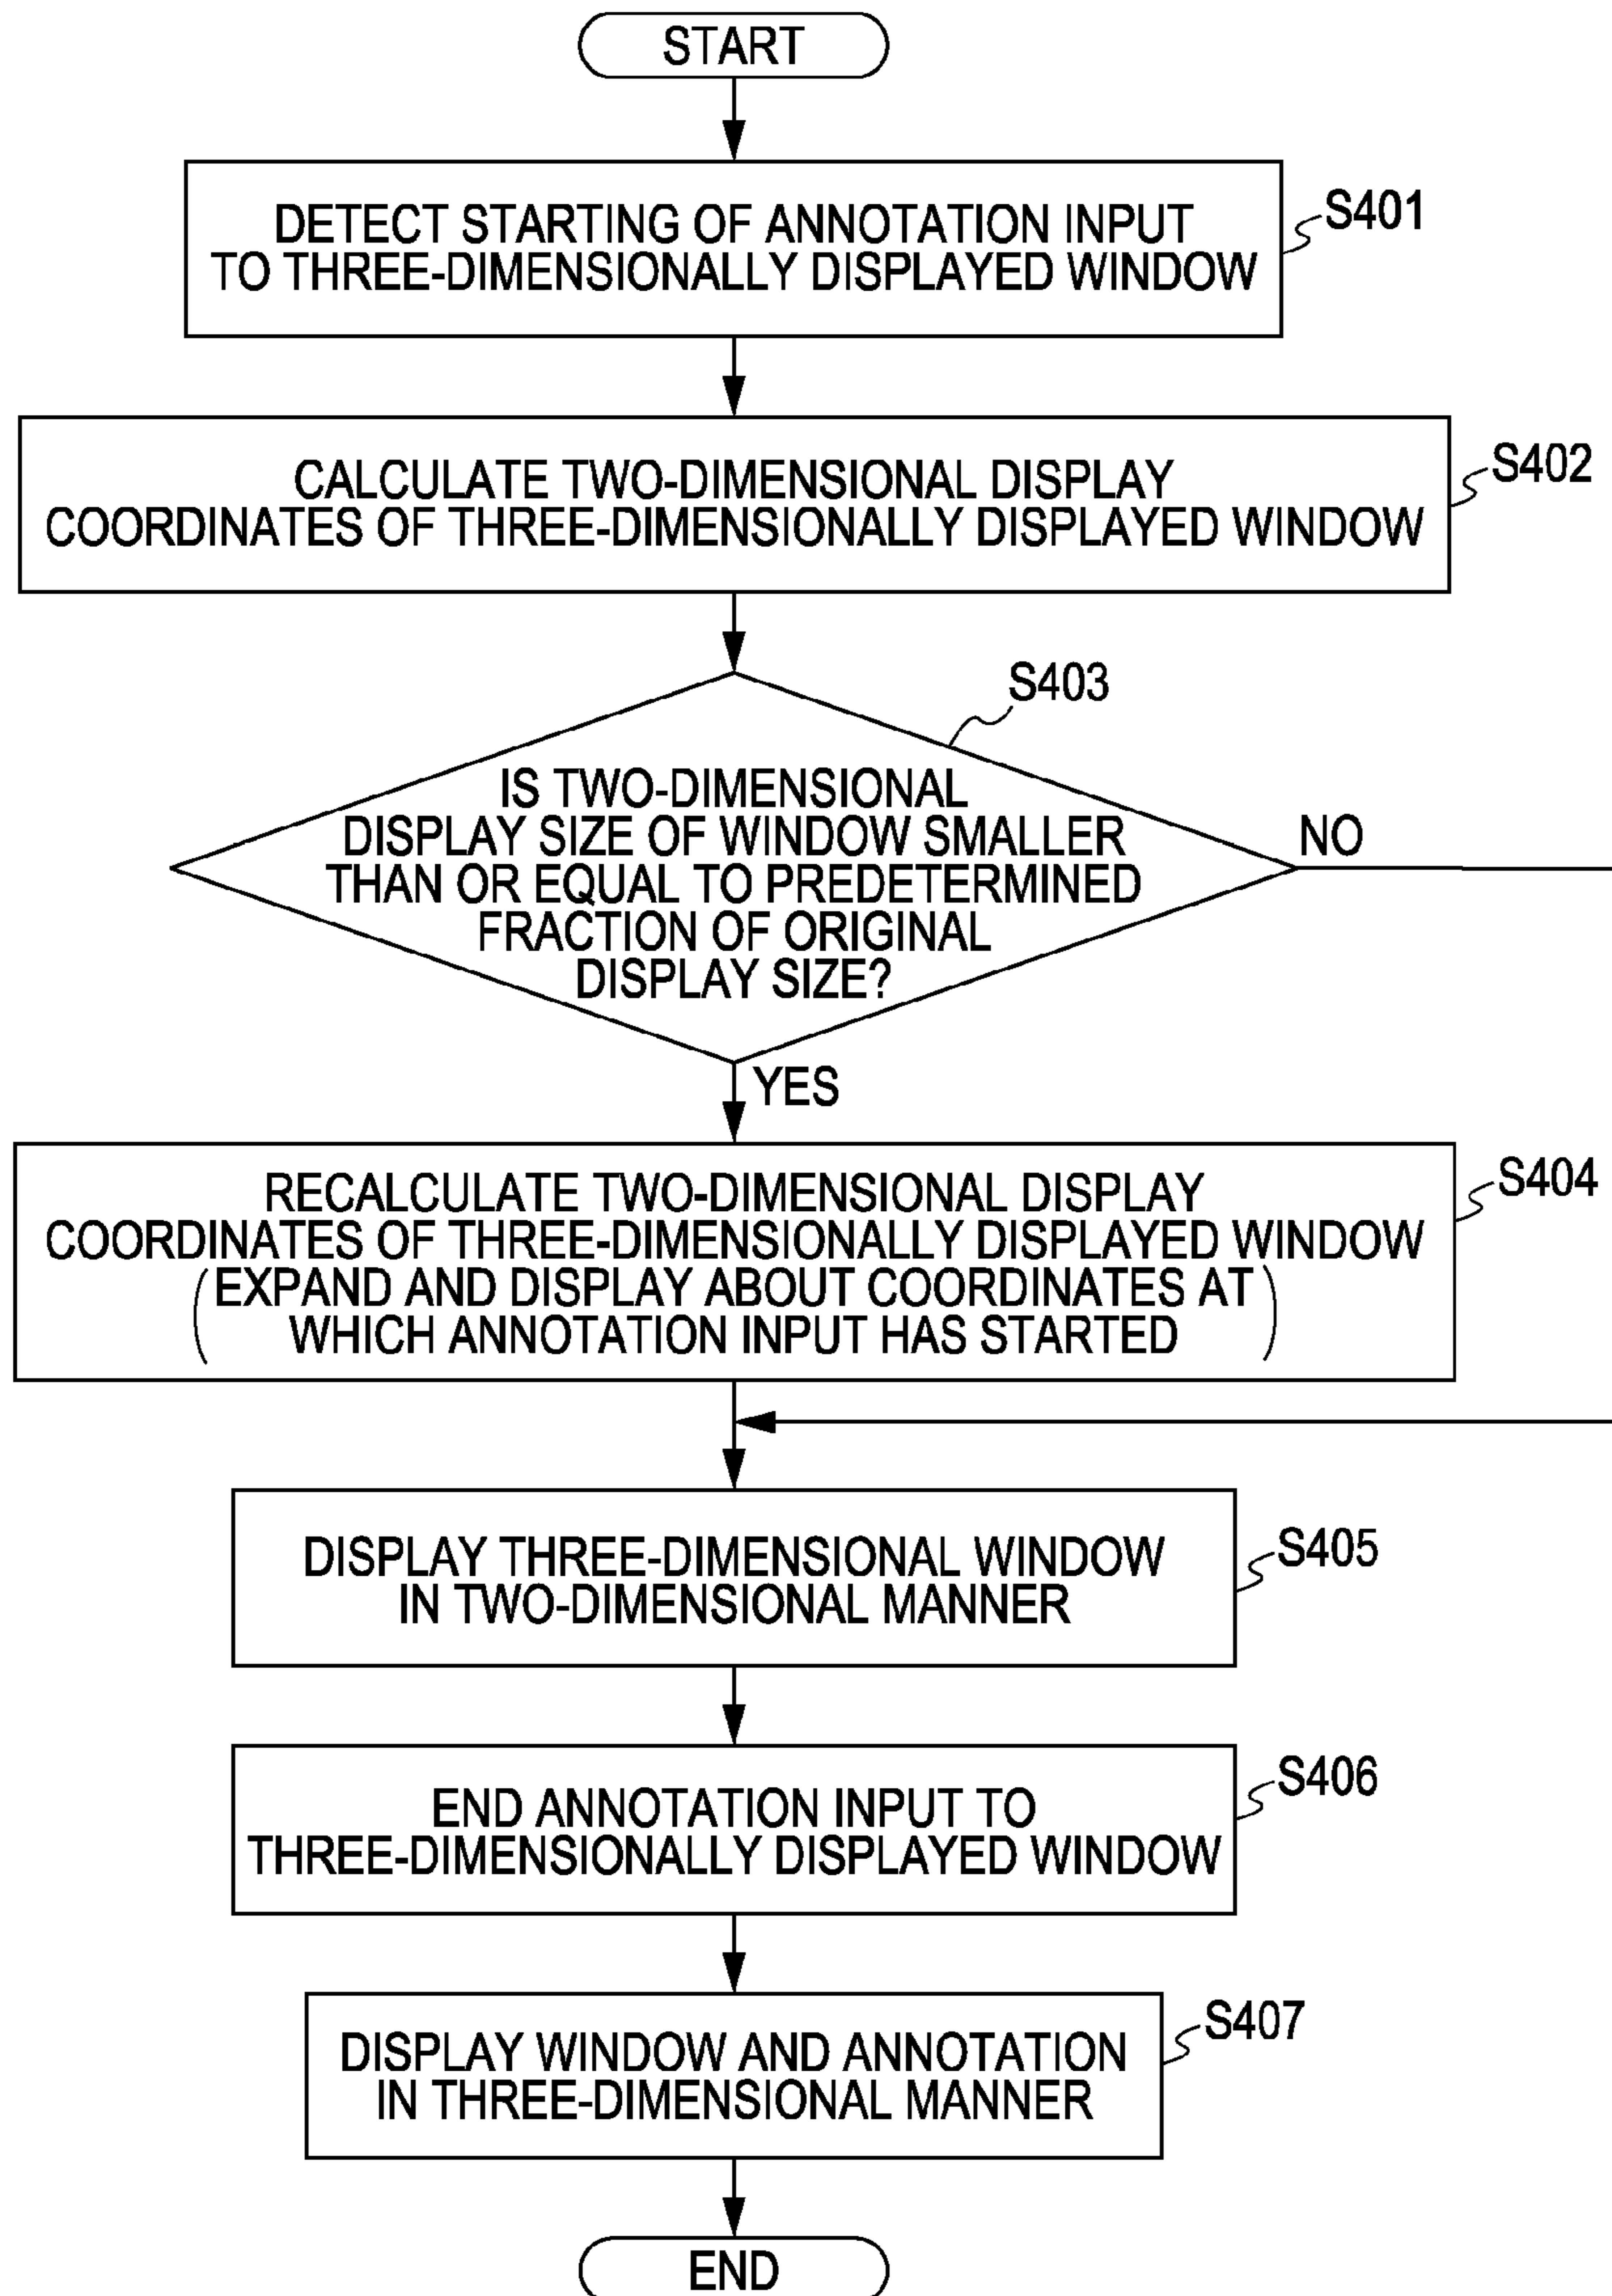 START
DETECT STARTING OF ANNOTATION INPUT
TO THREE-DIMENSIONALLY DISPLAYED WINDOW
S401
CALCULATE TWO-DIMENSIONAL DISPLAY
COORDINATES OF THREE-DIMENSIONALLY DISPLAYED WINDOW
S402
S403
IS TWO-DIMENSIONAL
DISPLAY SIZE OF WINDOW SMALLER
THAN OR EQUAL TO PREDETERMINED
FRACTION OF ORIGINAL
DISPLAY SIZE?
NO
YES
RECALCULATE TWO-DIMENSIONAL DISPLAY
COORDINATES OF THREE-DIMENSIONALLY DISPLAYED WINDOW
(EXPAND AND DISPLAY ABOUT COORDINATES AT
WHICH ANNOTATION INPUT HAS STARTED)
S404
DISPLAY THREE-DIMENSIONAL WINDOW
IN TWO-DIMENSIONAL MANNER
S405
END ANNOTATION INPUT TO
THREE-DIMENSIONALLY DISPLAYED WINDOW
S406
DISPLAY WINDOW AND ANNOTATION
IN THREE-DIMENSIONAL MANNER
S407
END